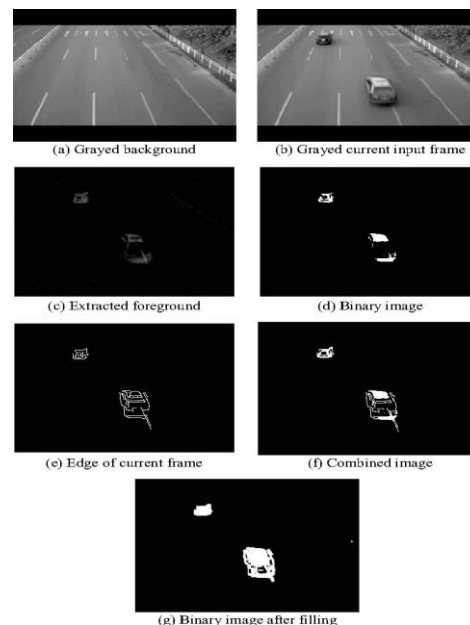 (a) Grayed background
(b) Grayed current input frame
(c) Extracted foreground
(d) Binary image
(e) Edge of current frame
(f) Combined image
(g) Binary image after filling